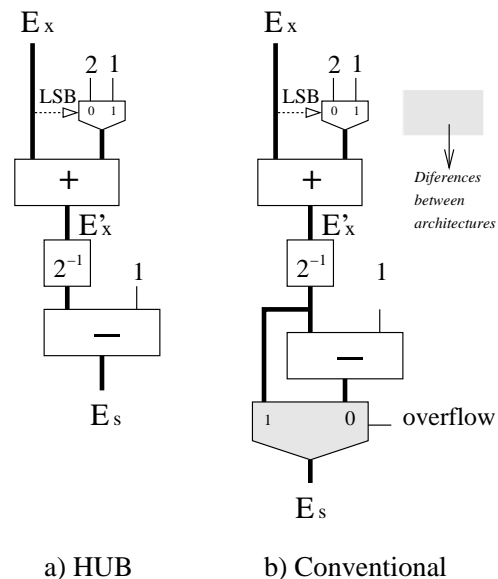 Ex Ex
2 1 2 1
LSB LSB
0 1 0 1
+ +
Diferences
between
architectures
E'x E'x
2⁻¹ 2⁻¹
1 1
− −
1 0 overflow
Es
Es
a) HUB b) Conventional